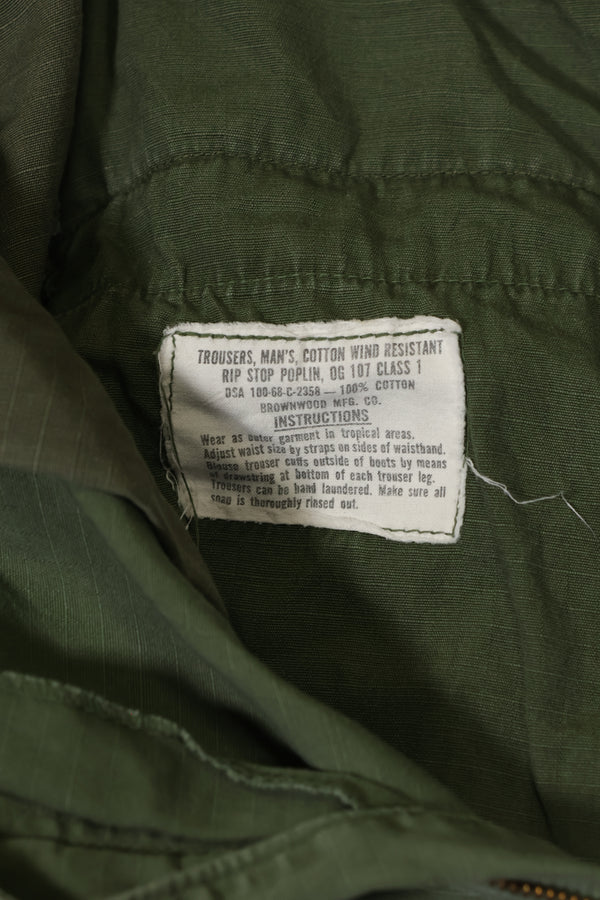 TROUSERS, MAN'S, COTTON WIND RESISTANT
RIP STOP POPLIN, OG 107 CLASS 1
DSA 100-68-C-2358 — 100% COTTON
BROWNWOOD MFG. CO.
INSTRUCTIONS
Wear as outer garment in tropical areas.
Adjust waist size by straps on sides of waistband.
Blouse trouser cuffs outside of boots by means
of drawstring at bottom of each trouser leg.
Trousers can be hand laundered. Make sure all
soap is thoroughly rinsed out.